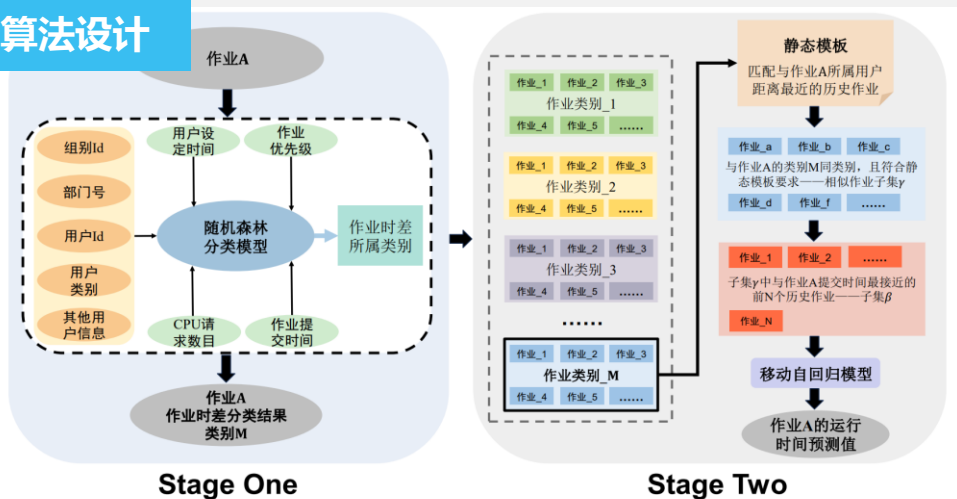 算法设计
作业A
组别Id
部门号
用户Id
用户
类别
其他用
户信息
用户设
定时间
作业
优先级
随机森林
分类模型
作业时差
所属类别
CPU请
求数目
作业提
交时间
作业A
作业时差分类结果
类别M
Stage One
作业_1 作业_2 作业_3
作业类别_1
作业_4 作业_5 ……
作业_1 作业_2 作业_3
作业类别_2
作业_4 作业_5 ……
作业_1 作业_2 作业_3
作业类别_3
作业_4 作业_5 ……
……
作业_1 作业_2 作业_3
作业类别_M
作业_4 作业_5 ……
静态模板
匹配与作业A所属用户
距离最近的历史作业
作业_a 作业_b 作业_c
与作业A的类别M同类别，且符合静
态模板要求——相似作业子集γ
作业_d 作业_f ……
作业_1 作业_2 ……
子集γ中与作业A提交时间最接近的
前N个历史作业——子集β
作业_N
移动自回归模型
作业A的运行
时间预测值
Stage Two